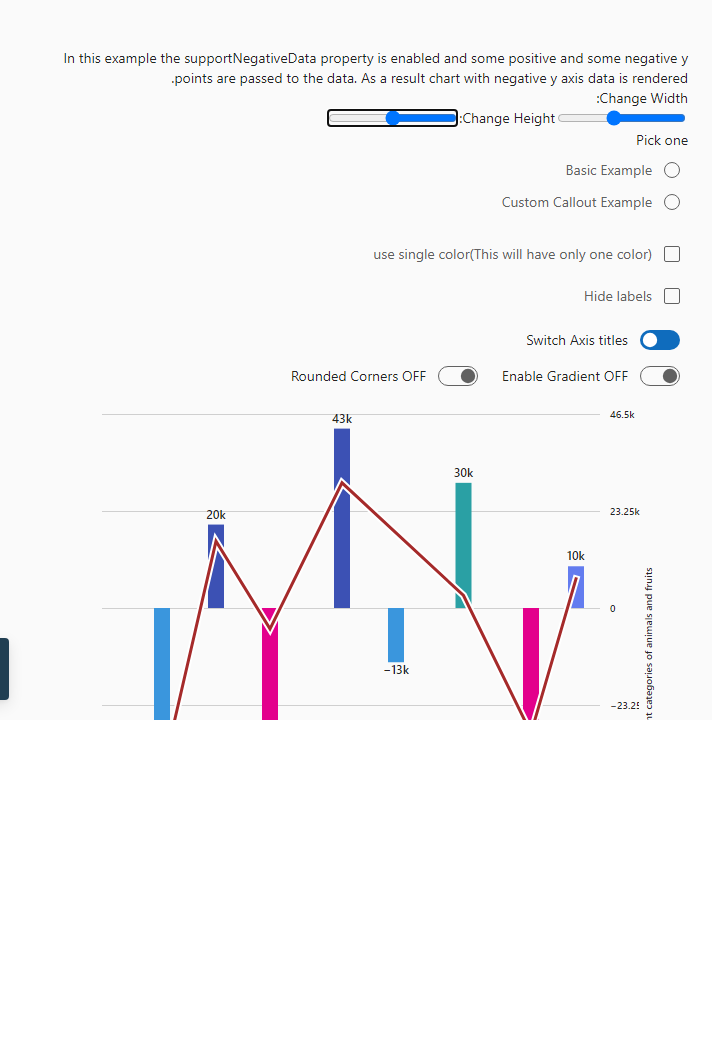 In this example the supportNegativeData property is enabled and some positive and some negative y
.points are passed to the data. As a result chart with negative y axis data is rendered
:Change Width
:Change Height
Pick one
Basic Example
Custom Callout Example
use single color(This will have only one color)
Hide labels
Switch Axis titles
Enable Gradient OFF
Rounded Corners OFF
46.5k
43k
30k
20k
23.25k
10k
0
−13k
−23.25
categories of animals and fruits